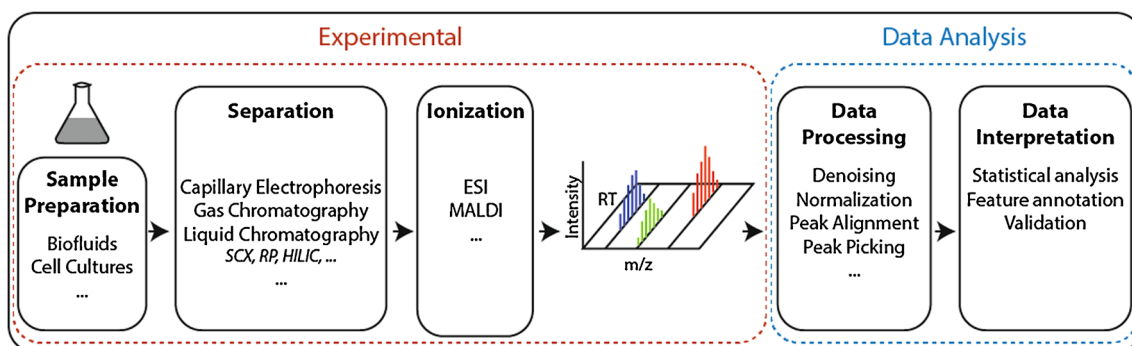 Experimental
Data Analysis
Sample
Preparation
Biofluids
Cell Cultures
...
Separation
Capillary Electrophoresis
Gas Chromatography
Liquid Chromatography
SCX, RP, HILIC, ...
...
Ionization
ESI
MALDI
...
Intensity
RT
m/z
Data
Processing
Denoising
Normalization
Peak Alignment
Peak Picking
...
Data
Interpretation
Statistical analysis
Feature annotation
Validation